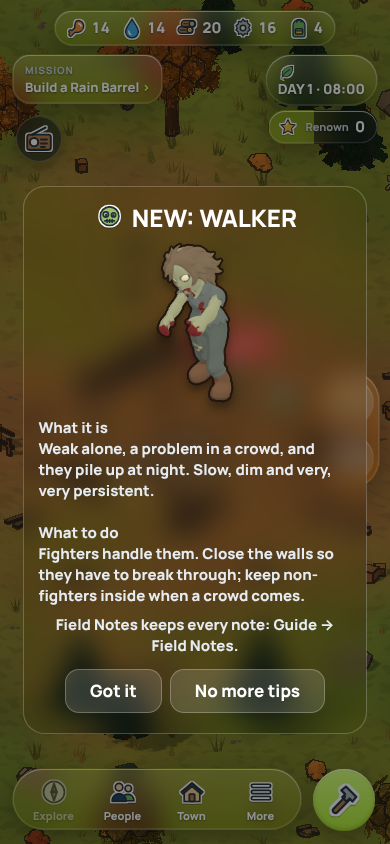 14 14 20 16 4
MISSION
Build a Rain Barrel ›
DAY 1 · 08:00
Renown 0
NEW: WALKER
What it is
Weak alone, a problem in a crowd, and
they pile up at night. Slow, dim and very,
very persistent.
What to do
Fighters handle them. Close the walls so
they have to break through; keep non-
fighters inside when a crowd comes.
Field Notes keeps every note: Guide →
Field Notes.
Got it No more tips
Explore People Town More